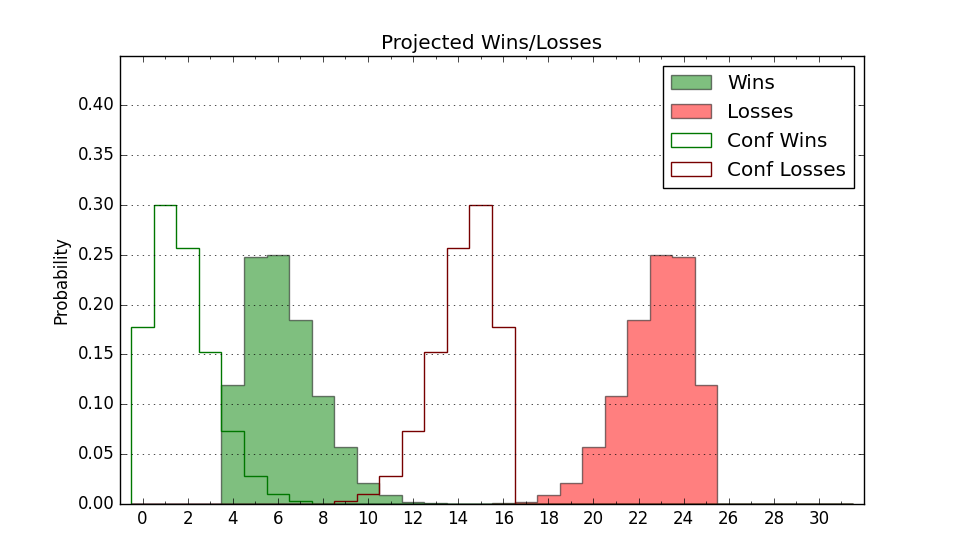 Projected Wins/Losses
Wins
Losses
Conf Wins
Conf Losses
Probability
0.40
0.35
0.30
0.25
0.20
0.15
0.10
0.05
0.00
0 2 4 6 8 10 12 14 16 18 20 22 24 26 28 30